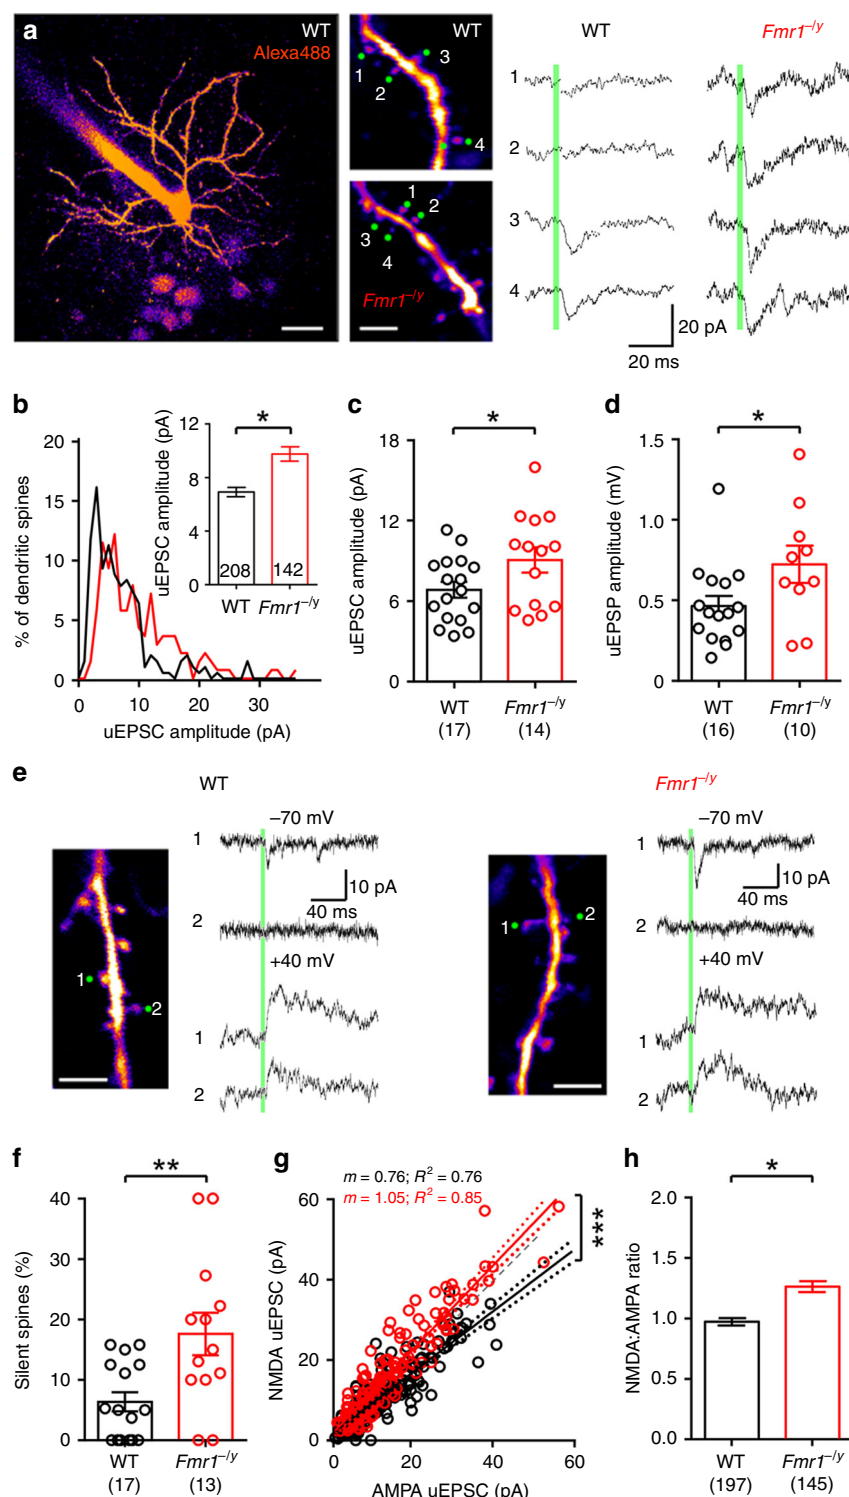 a
WT
Alexa488
WT
1
2
3
4
1
2
3
4
Fmr1–/y
WT
Fmr1–/y
1
2
3
4
20 pA
20 ms
b
% of dendritic spines
20
15
10
5
0
0 10 20 30
uEPSC amplitude (pA)
uEPSC amplitude (pA)
12
8
4
0
*
208 142
WT Fmr1–/y
c
uEPSC amplitude (pA)
18
12
6
0
*
WT Fmr1–/y
(17) (14)
d
uEPSP amplitude (mV)
1.5
1.0
0.5
0
*
WT Fmr1–/y
(16) (10)
e
WT
1
2
–70 mV
1
10 pA
40 ms
2
+40 mV
1
2
Fmr1–/y
1
2
–70 mV
1
10 pA
40 ms
2
+40 mV
1
2
f
Silent spines (%)
40
30
20
10
0
**
WT Fmr1–/y
(17) (13)
g
m = 0.76; R2 = 0.76
m = 1.05; R2 = 0.85
NMDA uEPSC (pA)
60
40
20
0
0 20 40 60
AMPA uEPSC (pA)
***
h
NMDA:AMPA ratio
2.0
1.5
1.0
0.5
0.0
*
WT Fmr1–/y
(197) (145)